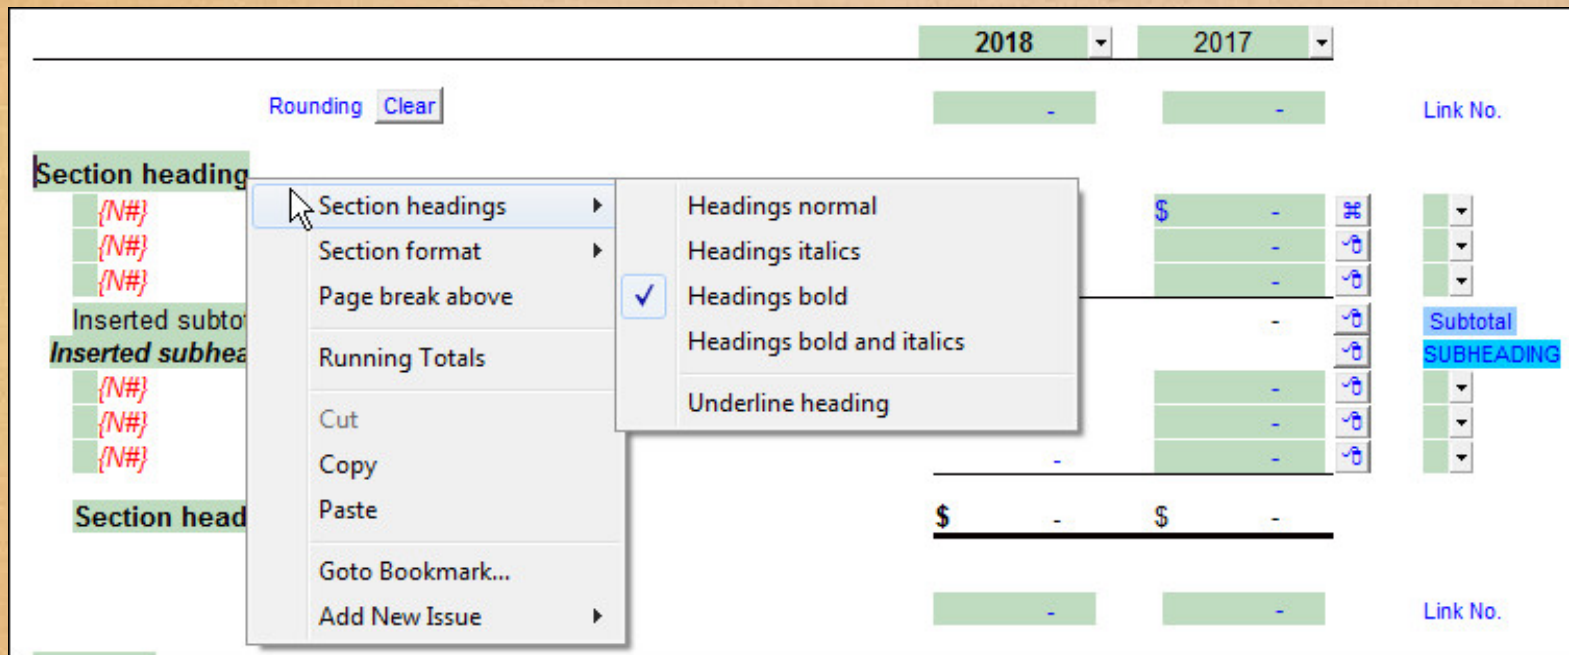 2018 2017
Rounding Clear - - Link No.
Section heading
{N#} $ -
{N#} -
{N#} -
Inserted subto - Subtotal
Inserted subhea SUBHEADING
{N#} -
{N#} -
{N#} - -
Section head $ - $ -
- - Link No.
Section headings
Section format
Page break above
Running Totals
Cut
Copy
Paste
Goto Bookmark...
Add New Issue
Headings normal
Headings italics
Headings bold
Headings bold and italics
Underline heading